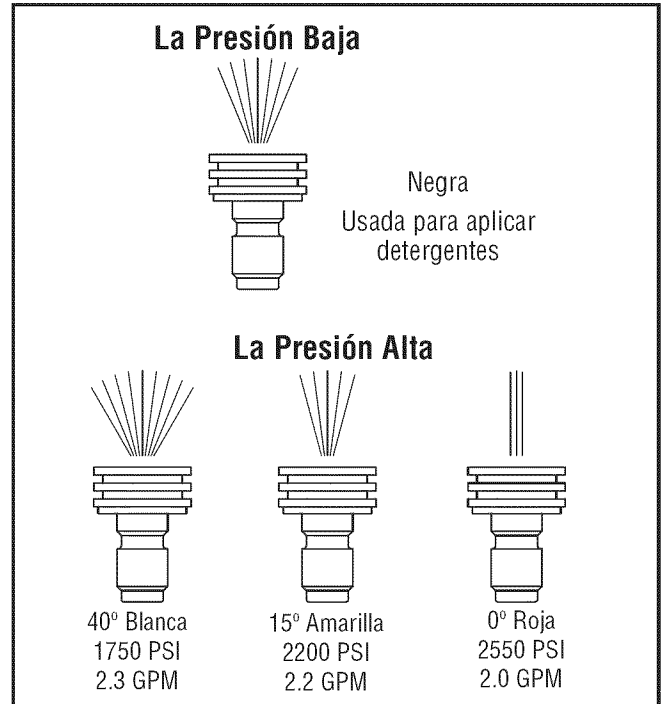 La Presión Baja
Negra
Usada para aplicar
detergentes
La Presión Alta
40º Blanca
1750 PSI
2.3 GPM
15º Amarilla
2200 PSI
2.2 GPM
0º Roja
2550 PSI
2.0 GPM